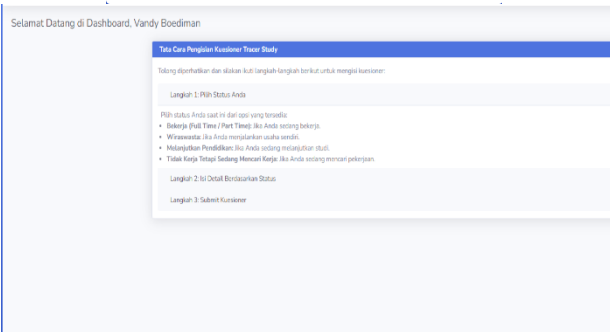 Selamat Datang di Dashboard, Vandy Boediman
Tata Cara Pengisian Kuesioner Tracer Study
Tolong diperhatikan dan silakan ikuti langkah-langkah berikut untuk mengisi kuesioner:
Langkah 1: Pilih Status Anda
Pilih status Anda saat ini dari opsi yang tersedia:
• Bekerja (Full Time / Part Time): Jika Anda sedang bekerja.
• Wiraswasta: Jika Anda menjalankan usaha sendiri.
• Melanjutkan Pendidikan: Jika Anda sedang melanjutkan studi.
• Tidak Kerja Tetapi Sedang Mencari Kerja: Jika Anda sedang mencari pekerjaan.
Langkah 2: Isi Detail Berdasarkan Status
Langkah 3: Submit Kuesioner